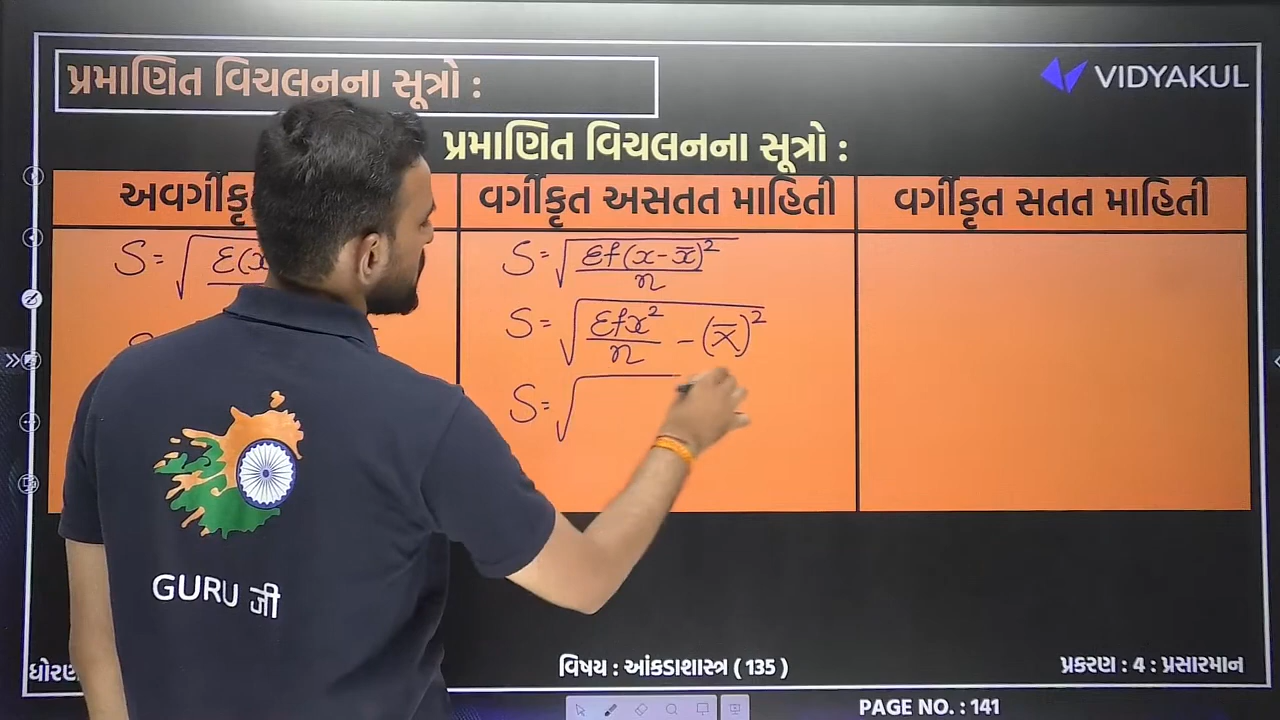 પ્રમાણિત વિચલનના સૂત્રો :
VIDYAKUL
પ્રમાણિત વિચલનના સૂત્રો :
વર્ગીકૃત અસતત માહિતી
વર્ગીકૃત સતત માહિતી
S = √ Σ(x
S = √ Σf(x-x̄)² / n
S = √ Σfx² / n - (x̄)²
S = √
GURU जी
વિષય : આંકડાશાસ્ત્ર ( 135 )
પ્રકરણ : 4 : પ્રસારમાન
PAGE NO. : 141